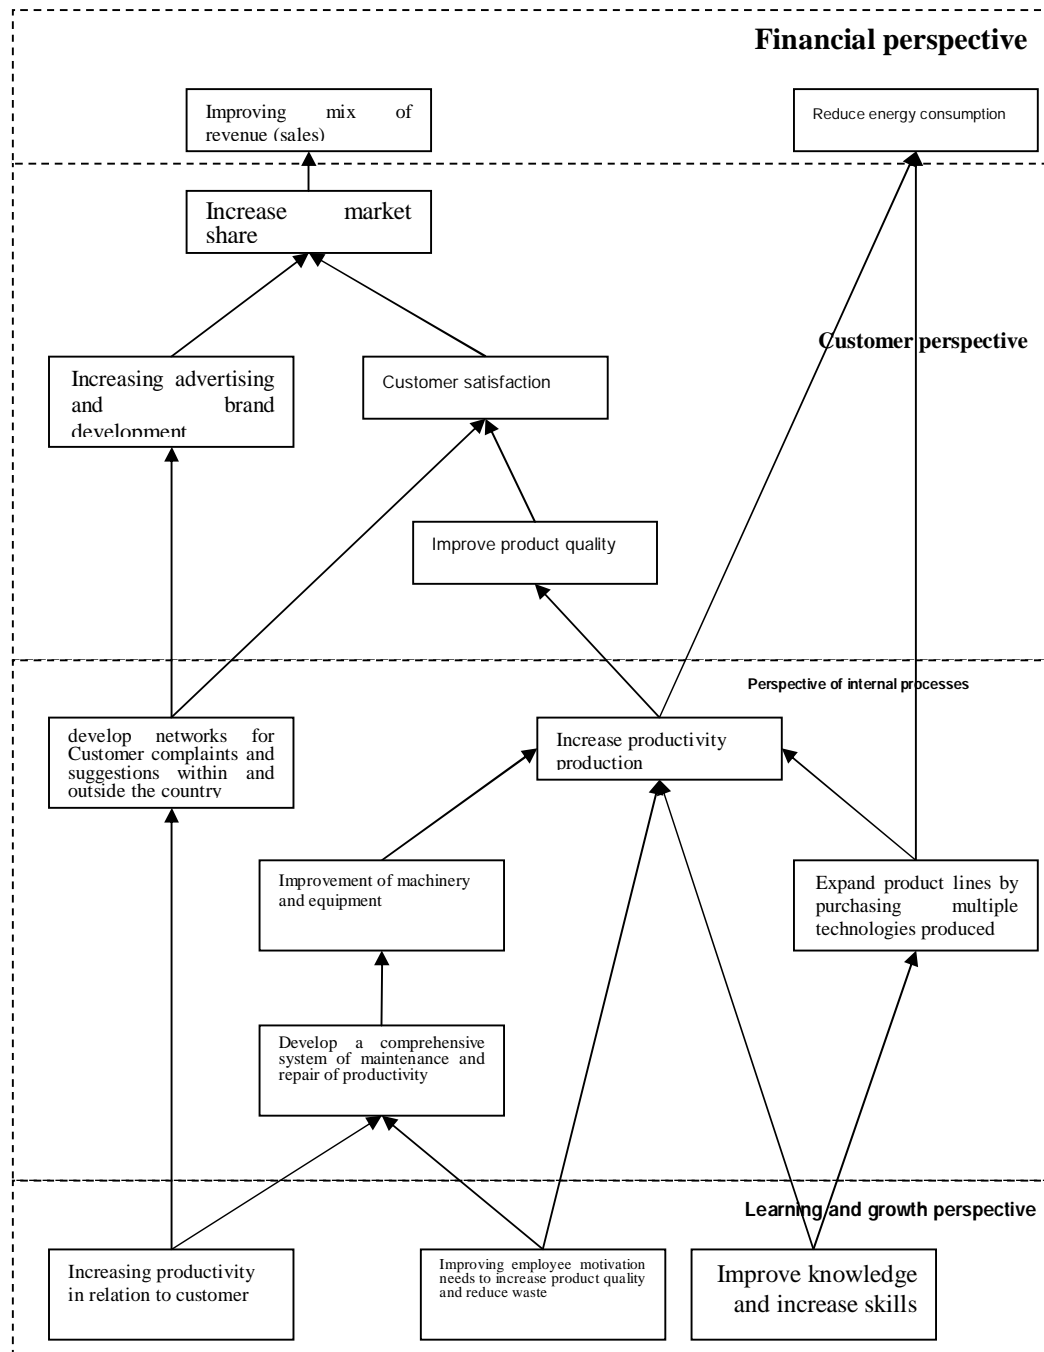 Financial perspective
Improving mix of
revenue (sales)
Reduce energy consumption
Increase market
share
Customer perspective
Increasing advertising
and brand
development
Customer satisfaction
Improve product quality
Perspective of internal processes
develop networks for
Customer complaints and
suggestions within and
outside the country
Increase productivity
production
Improvement of machinery
and equipment
Expand product lines by
purchasing multiple
technologies produced
Develop a comprehensive
system of maintenance and
repair of productivity
Learning and growth perspective
Increasing productivity
in relation to customer
Improving employee motivation
needs to increase product quality
and reduce waste
Improve knowledge
and increase skills